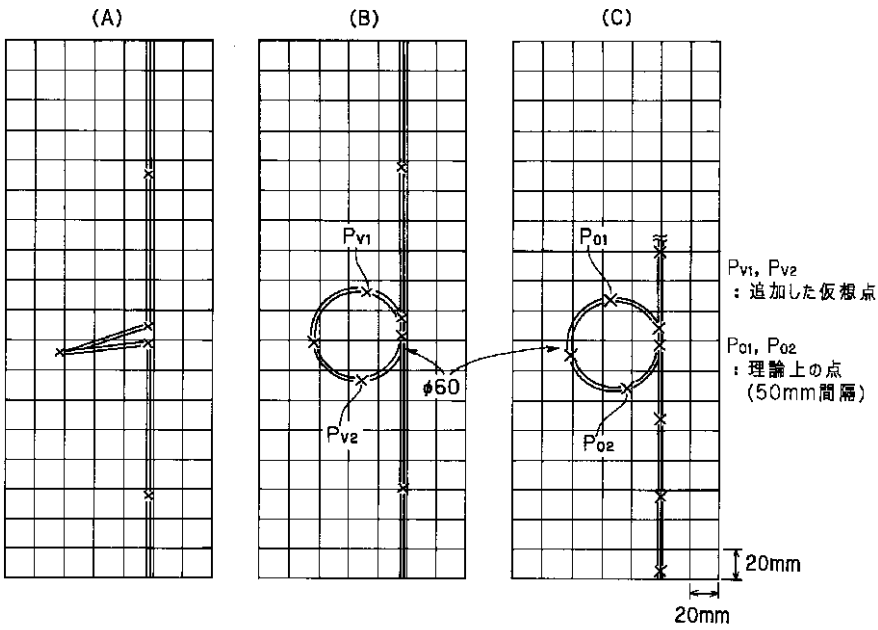 (A)
(B)
(C)
PV1
P01
PV1, PV2
: 追加した仮想点
P01, P02
: 理論上の点
(50mm間隔)
φ60
PV2
P02
20mm
20mm